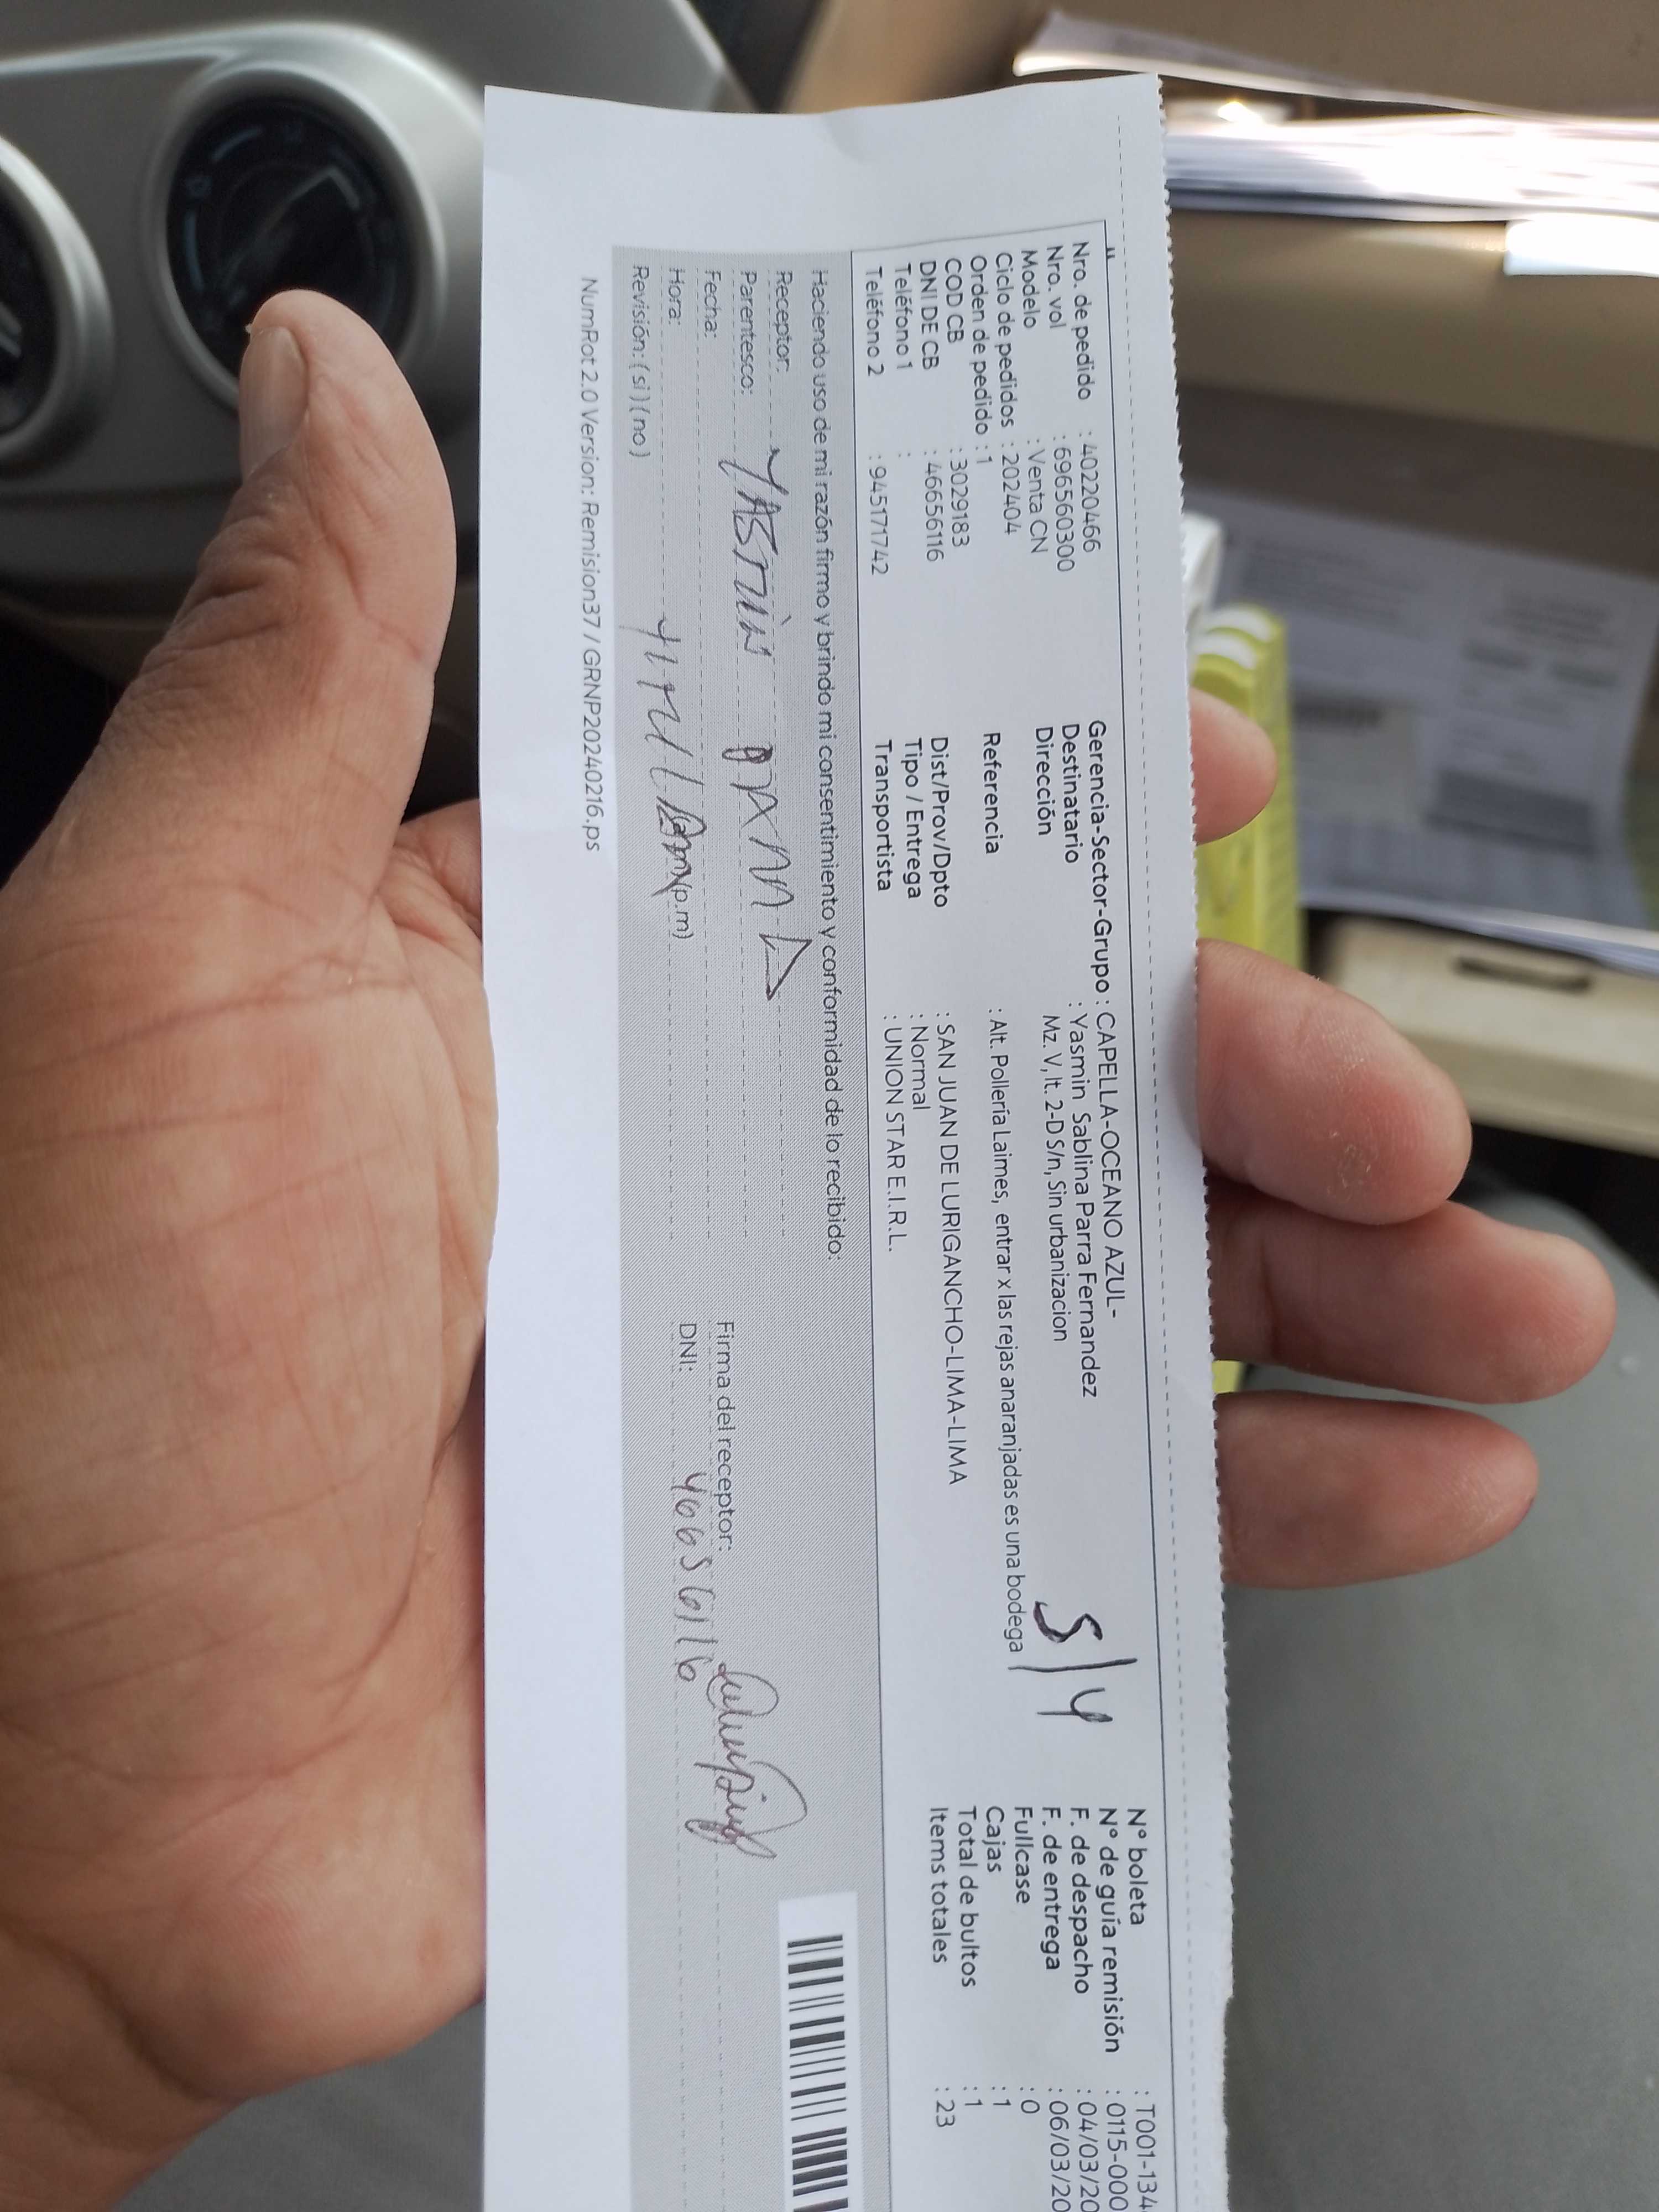 Nro. de pedido : 40220466
Nro. vol : 696560300
Modelo : Venta CN
Ciclo de pedidos : 202404
Orden de pedido : 1
COD CB : 3029183
DNI DE CB : 46656116
Teléfono 1 :
Teléfono 2 : 945171742
Gerencia-Sector-Grupo : CAPELLA-OCEANO AZUL-
Destinatario : Yasmin Sablina Parra Fernandez
Dirección Mz. V, lt. 2-D S/n, Sin urbanizacion
Referencia : Alt. Pollería Laimes, entrar x las rejas anaranjadas es una bodega
Dist/Prov/Dpto : SAN JUAN DE LURIGANCHO-LIMA-LIMA
Tipo / Entrega : Normal
Transportista : UNION STAR E.I.R.L.
S/4
N° boleta : T001-134
N° de guía remisión : 0115-000
F. de despacho : 04/03/20
F. de entrega : 06/03/20
Fullcase : 0
Cajas : 1
Total de bultos : 1
Items totales : 23
Haciendo uso de mi razón firmo y brindo mi consentimiento y conformidad de lo recibido:
Receptor:
Parentesco:
Fecha:
Hora: (p.m)
Revisión: ( si ) ( no )
Firma del receptor:
DNI: 46656116
NumRot 2.0 Version: Remision37 / GRNP20240216.ps